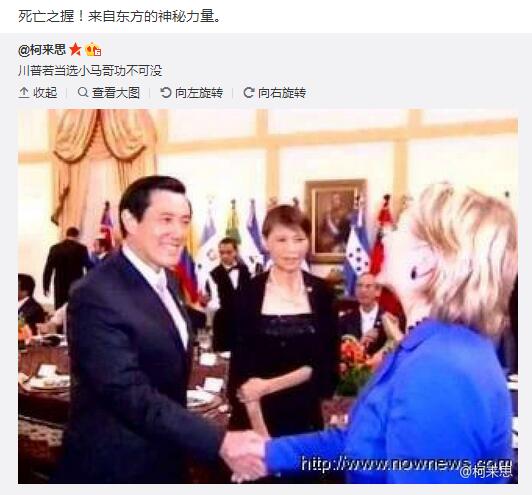 死亡之握！来自东方的神秘力量。
@柯来思
川普若当选小马哥功不可没
收起 查看大图 向左旋转 向右旋转
http://www.nownews.com
@柯来思